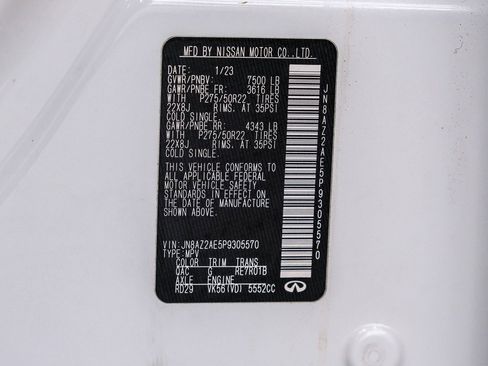 MFD BY NISSAN MOTOR CO.,LTD.
DATE: 1/23
GVWR/PNBV: 7500 LB
GAWR/PNBE FR: 3616 LB
WITH P275/50R22 TIRES
22X8J RIMS. AT 35PSI
COLD SINGLE.
GAWR/PNBE RR: 4343 LB
WITH P275/50R22 TIRES
22X8J RIMS. AT 35PSI
COLD SINGLE.
THIS VEHICLE CONFORMS TO
ALL APPLICABLE FEDERAL
MOTOR VEHICLE SAFETY
STANDARDS IN EFFECT ON
THE DATE OF MANUFACTURE
SHOWN ABOVE.
VIN: JN8AZ2AE5P9305570
TYPE: MPV
COLOR TRIM TRANS
QAC G RE7R01B
AXLE ENGINE
RD29 VK56(VD) 5552CC
JN8AZ2AE5P9305570